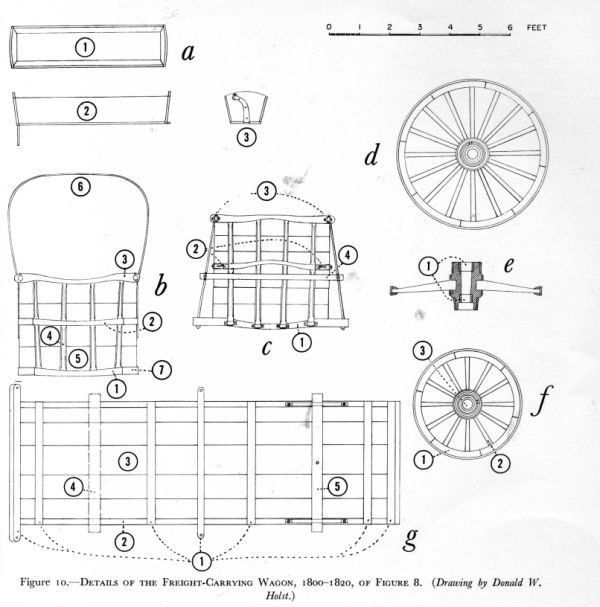 0 1 2 3 4 5 6 FEET
1
a
2
3
d
6
3
b
2
4
5
1
7
3
2
4
c
1
1
e
3
f
1
2
3
4
5
2
1
g
Figure 10.—Details of the Freight-Carrying Wagon, 1800–1820, of Figure 8. (Drawing by Donald W.
Holst.)